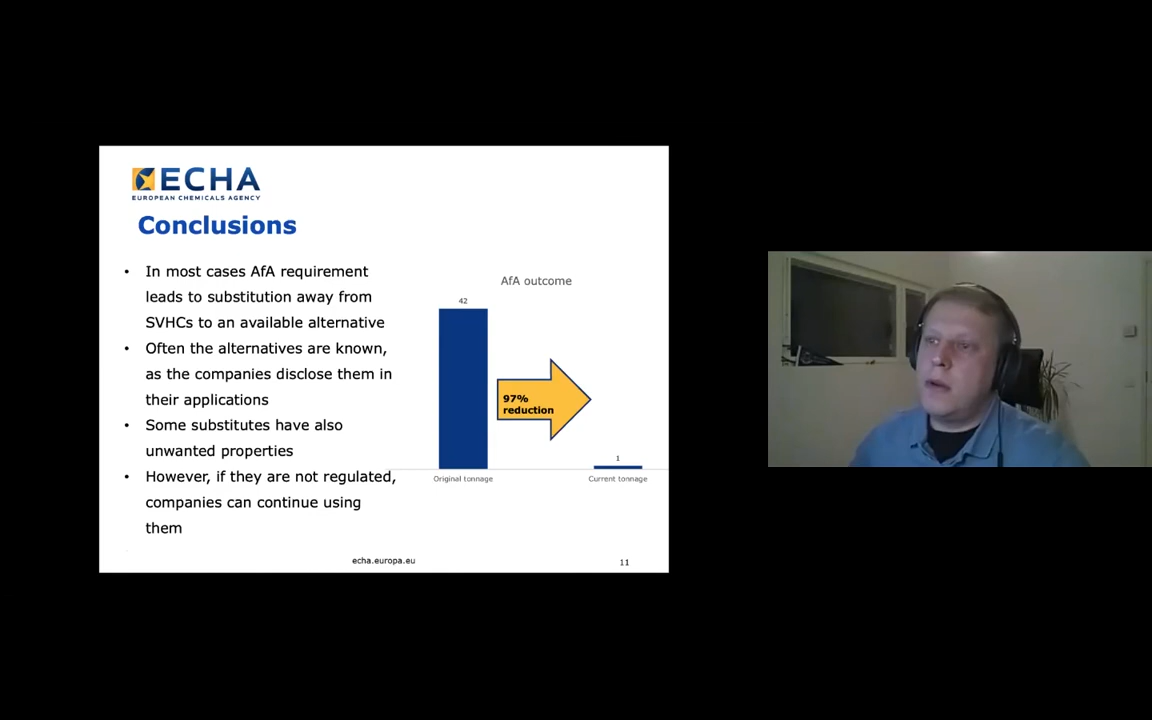 ECHA
EUROPEAN CHEMICALS AGENCY
Conclusions
• In most cases AfA requirement
leads to substitution away from
SVHCs to an available alternative
• Often the alternatives are known,
as the companies disclose them in
their applications
• Some substitutes have also
unwanted properties
• However, if they are not regulated,
companies can continue using
them
AfA outcome
42
97%
reduction
1
Original tonnage
Current tonnage
echa.europa.eu
11